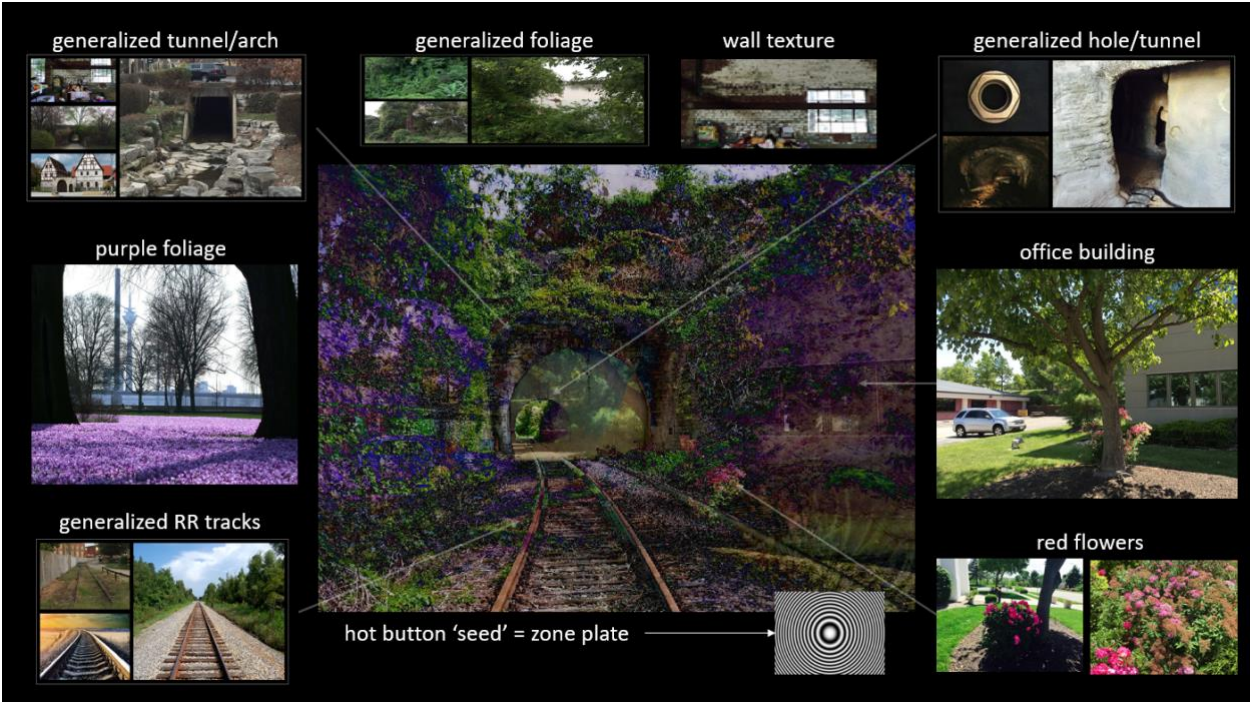 generalized tunnel/arch
generalized foliage
wall texture
generalized hole/tunnel
purple foliage
office building
generalized RR tracks
red flowers
hot button ‘seed’ = zone plate